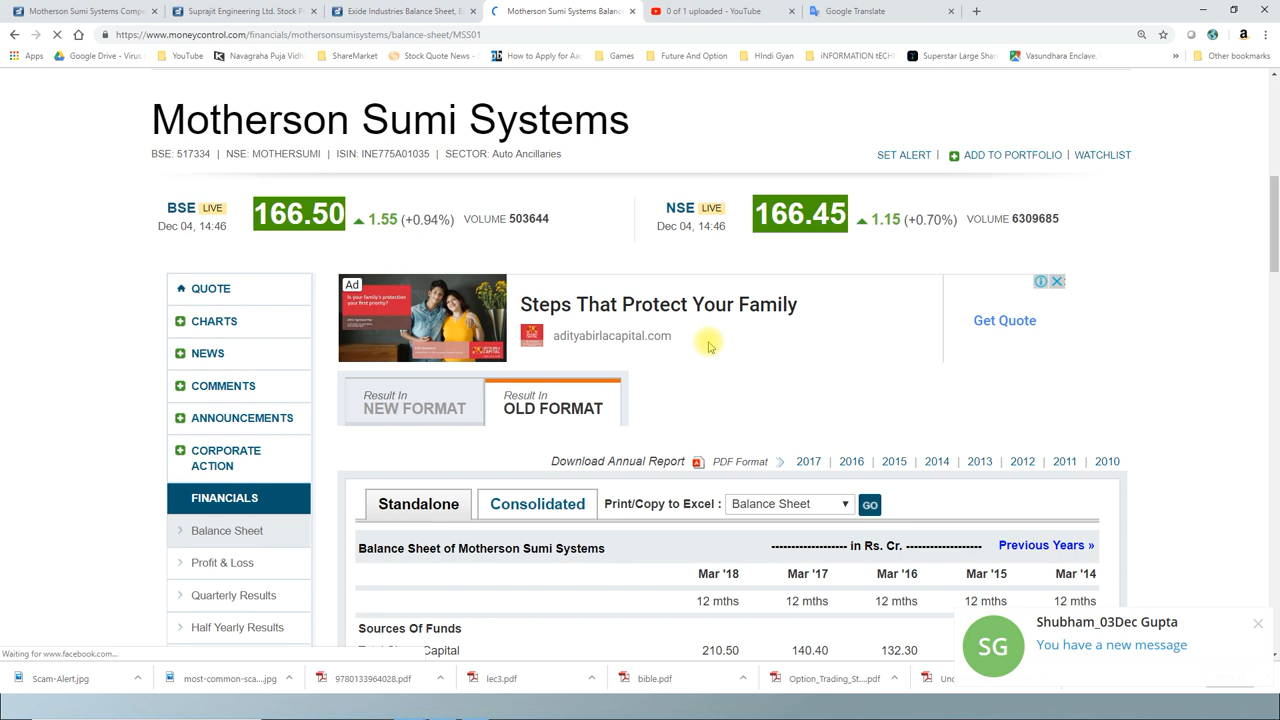 Motherson Sumi Systems Compe
Suprajit Engineering Ltd. Stock P
Exide Industries Balance Sheet, E
Motherson Sumi Systems Balanc
0 of 1 uploaded - YouTube
Google Translate
https://www.moneycontrol.com/financials/mothersonsumisystems/balance-sheet/MSS01
Apps
Google Drive - Virus
YouTube
Navagraha Puja Vidh
ShareMarket
Stock Quote News -
How to Apply for Aad
Games
Future And Option
HIndi Gyan
iNFORMATION tECH
Superstar Large Shar
Vasundhara Enclave,
Other bookmarks
Motherson Sumi Systems
BSE: 517334 | NSE: MOTHERSUMI | ISIN: INE775A01035 | SECTOR: Auto Ancillaries
SET ALERT | ADD TO PORTFOLIO | WATCHLIST
BSE LIVE
Dec 04, 14:46
166.50
1.55 (+0.94%) VOLUME 503644
NSE LIVE
Dec 04, 14:46
166.45
1.15 (+0.70%) VOLUME 6309685
QUOTE
CHARTS
NEWS
COMMENTS
ANNOUNCEMENTS
CORPORATE
ACTION
FINANCIALS
Balance Sheet
Profit & Loss
Quarterly Results
Half Yearly Results
Ad
Is your family's protection
your first priority?
Steps That Protect Your Family
adityabirlacapital.com
Get Quote
Result In
NEW FORMAT
Result In
OLD FORMAT
Download Annual Report PDF Format 2017 | 2016 | 2015 | 2014 | 2013 | 2012 | 2011 | 2010
Standalone
Consolidated
Print/Copy to Excel : Balance Sheet GO
Balance Sheet of Motherson Sumi Systems
------------------- in Rs. Cr. -------------------
Previous Years »
Mar '18 Mar '17 Mar '16 Mar '15 Mar '14
12 mths 12 mths 12 mths 12 mths 12 mths
Sources Of Funds
Capital 210.50 140.40 132.30
SG
Shubham_03Dec Gupta
You have a new message
Waiting for www.facebook.com...
Scam-Alert.jpg
most-common-sca....jpg
9780133964028.pdf
lec3.pdf
bible.pdf
Option_Trading_St....pdf